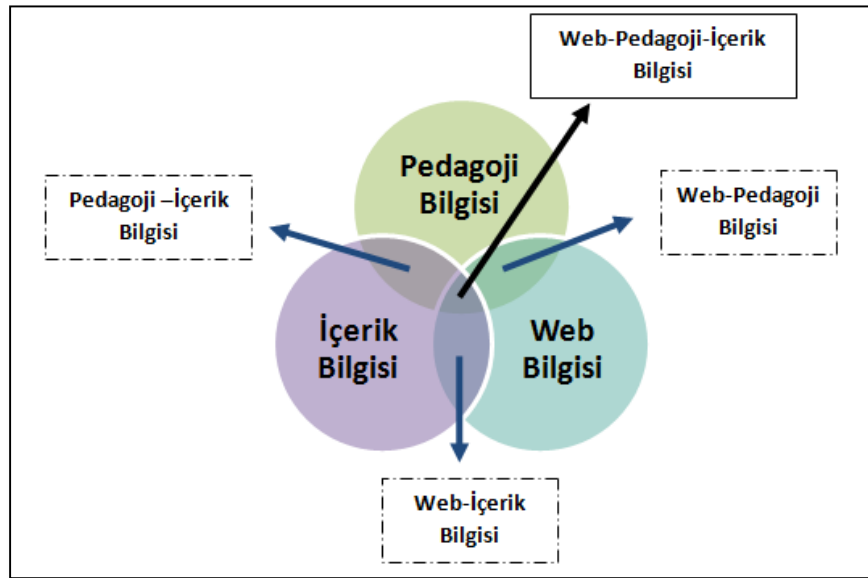 Web-Pedagoji-İçerik
Bilgisi
Pedagoji
Bilgisi
Pedagoji –İçerik
Bilgisi
Web-Pedagoji
Bilgisi
İçerik
Bilgisi
Web
Bilgisi
Web-İçerik
Bilgisi